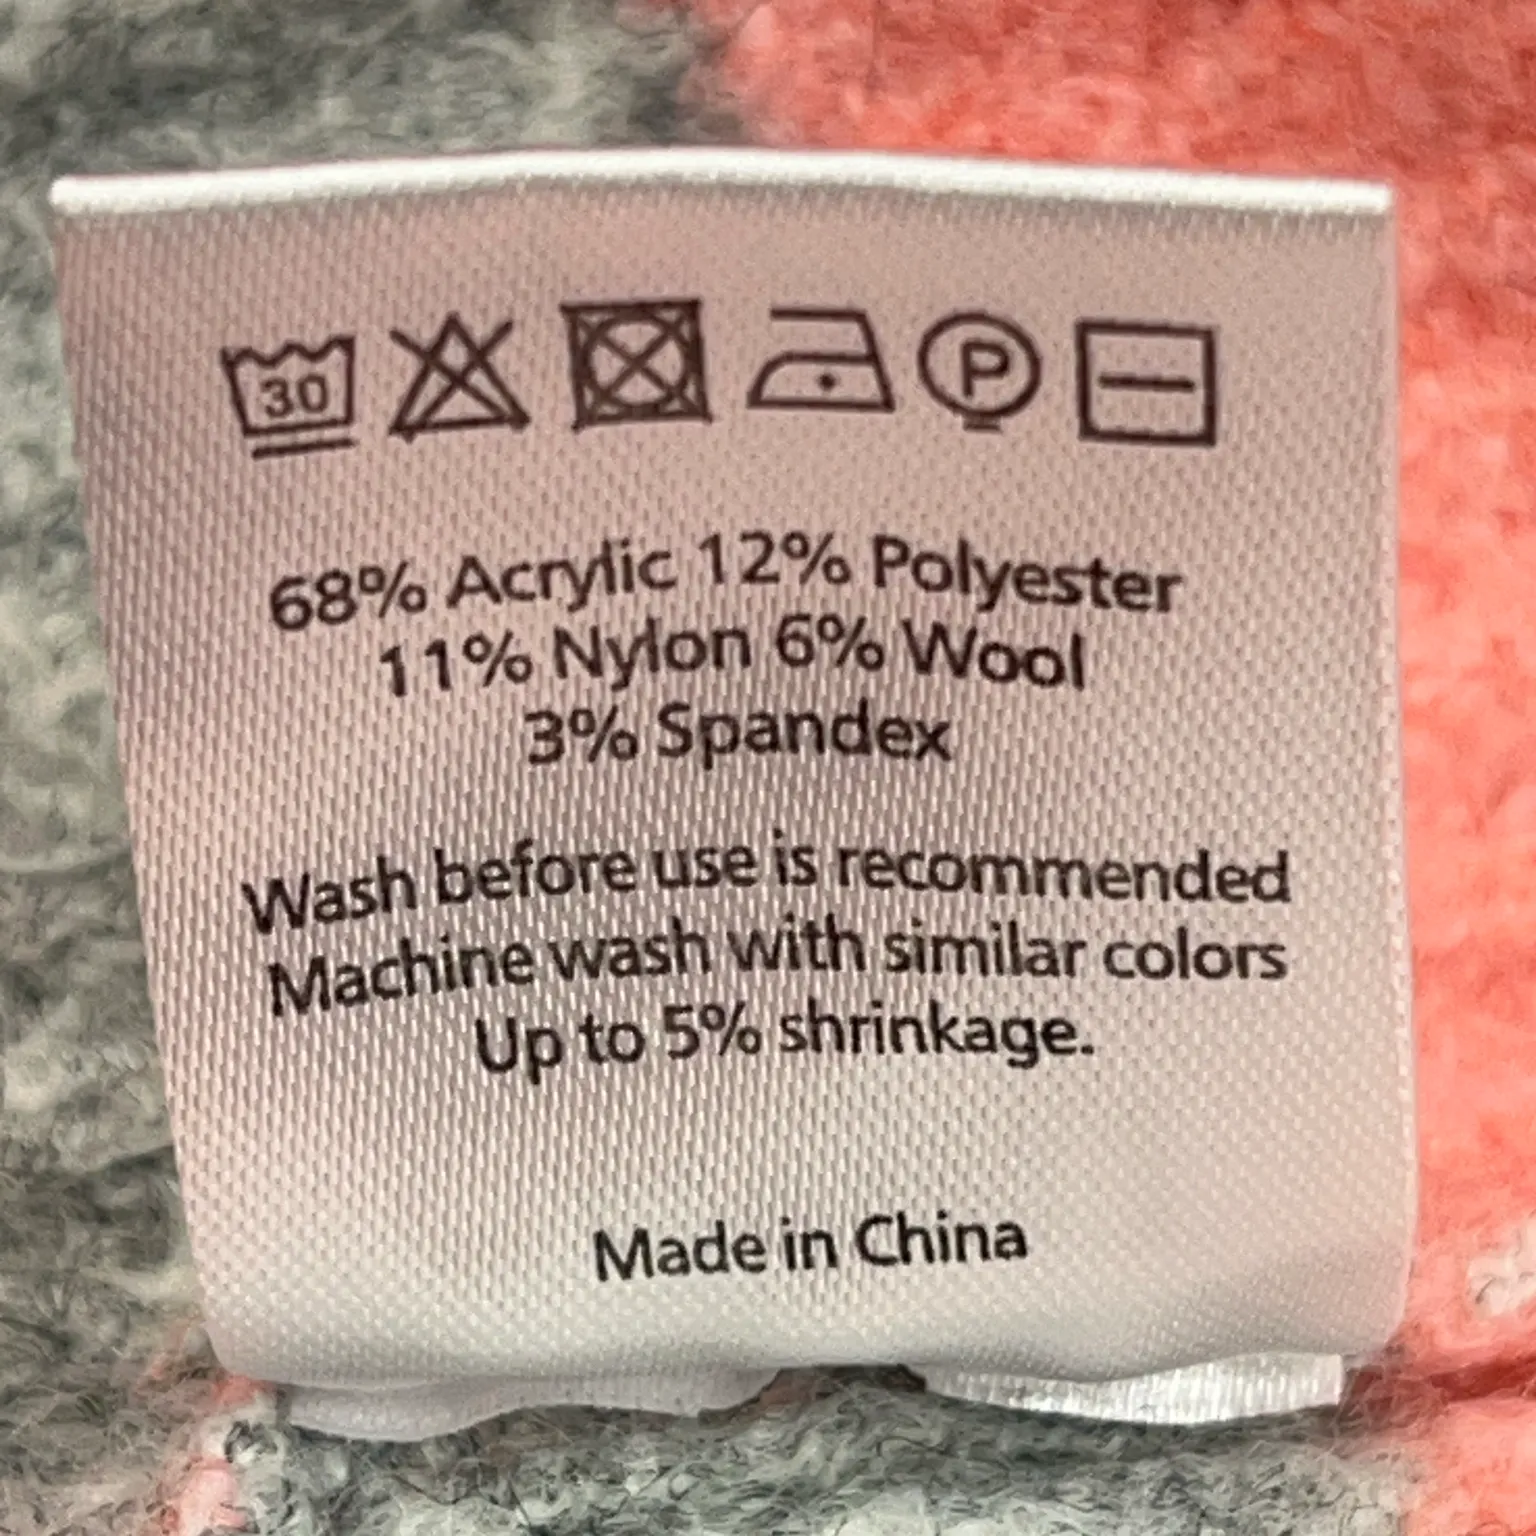 30 P
68% Acrylic 12% Polyester
11% Nylon 6% Wool
3% Spandex
Wash before use is recommended
Machine wash with similar colors
Up to 5% shrinkage.
Made in China